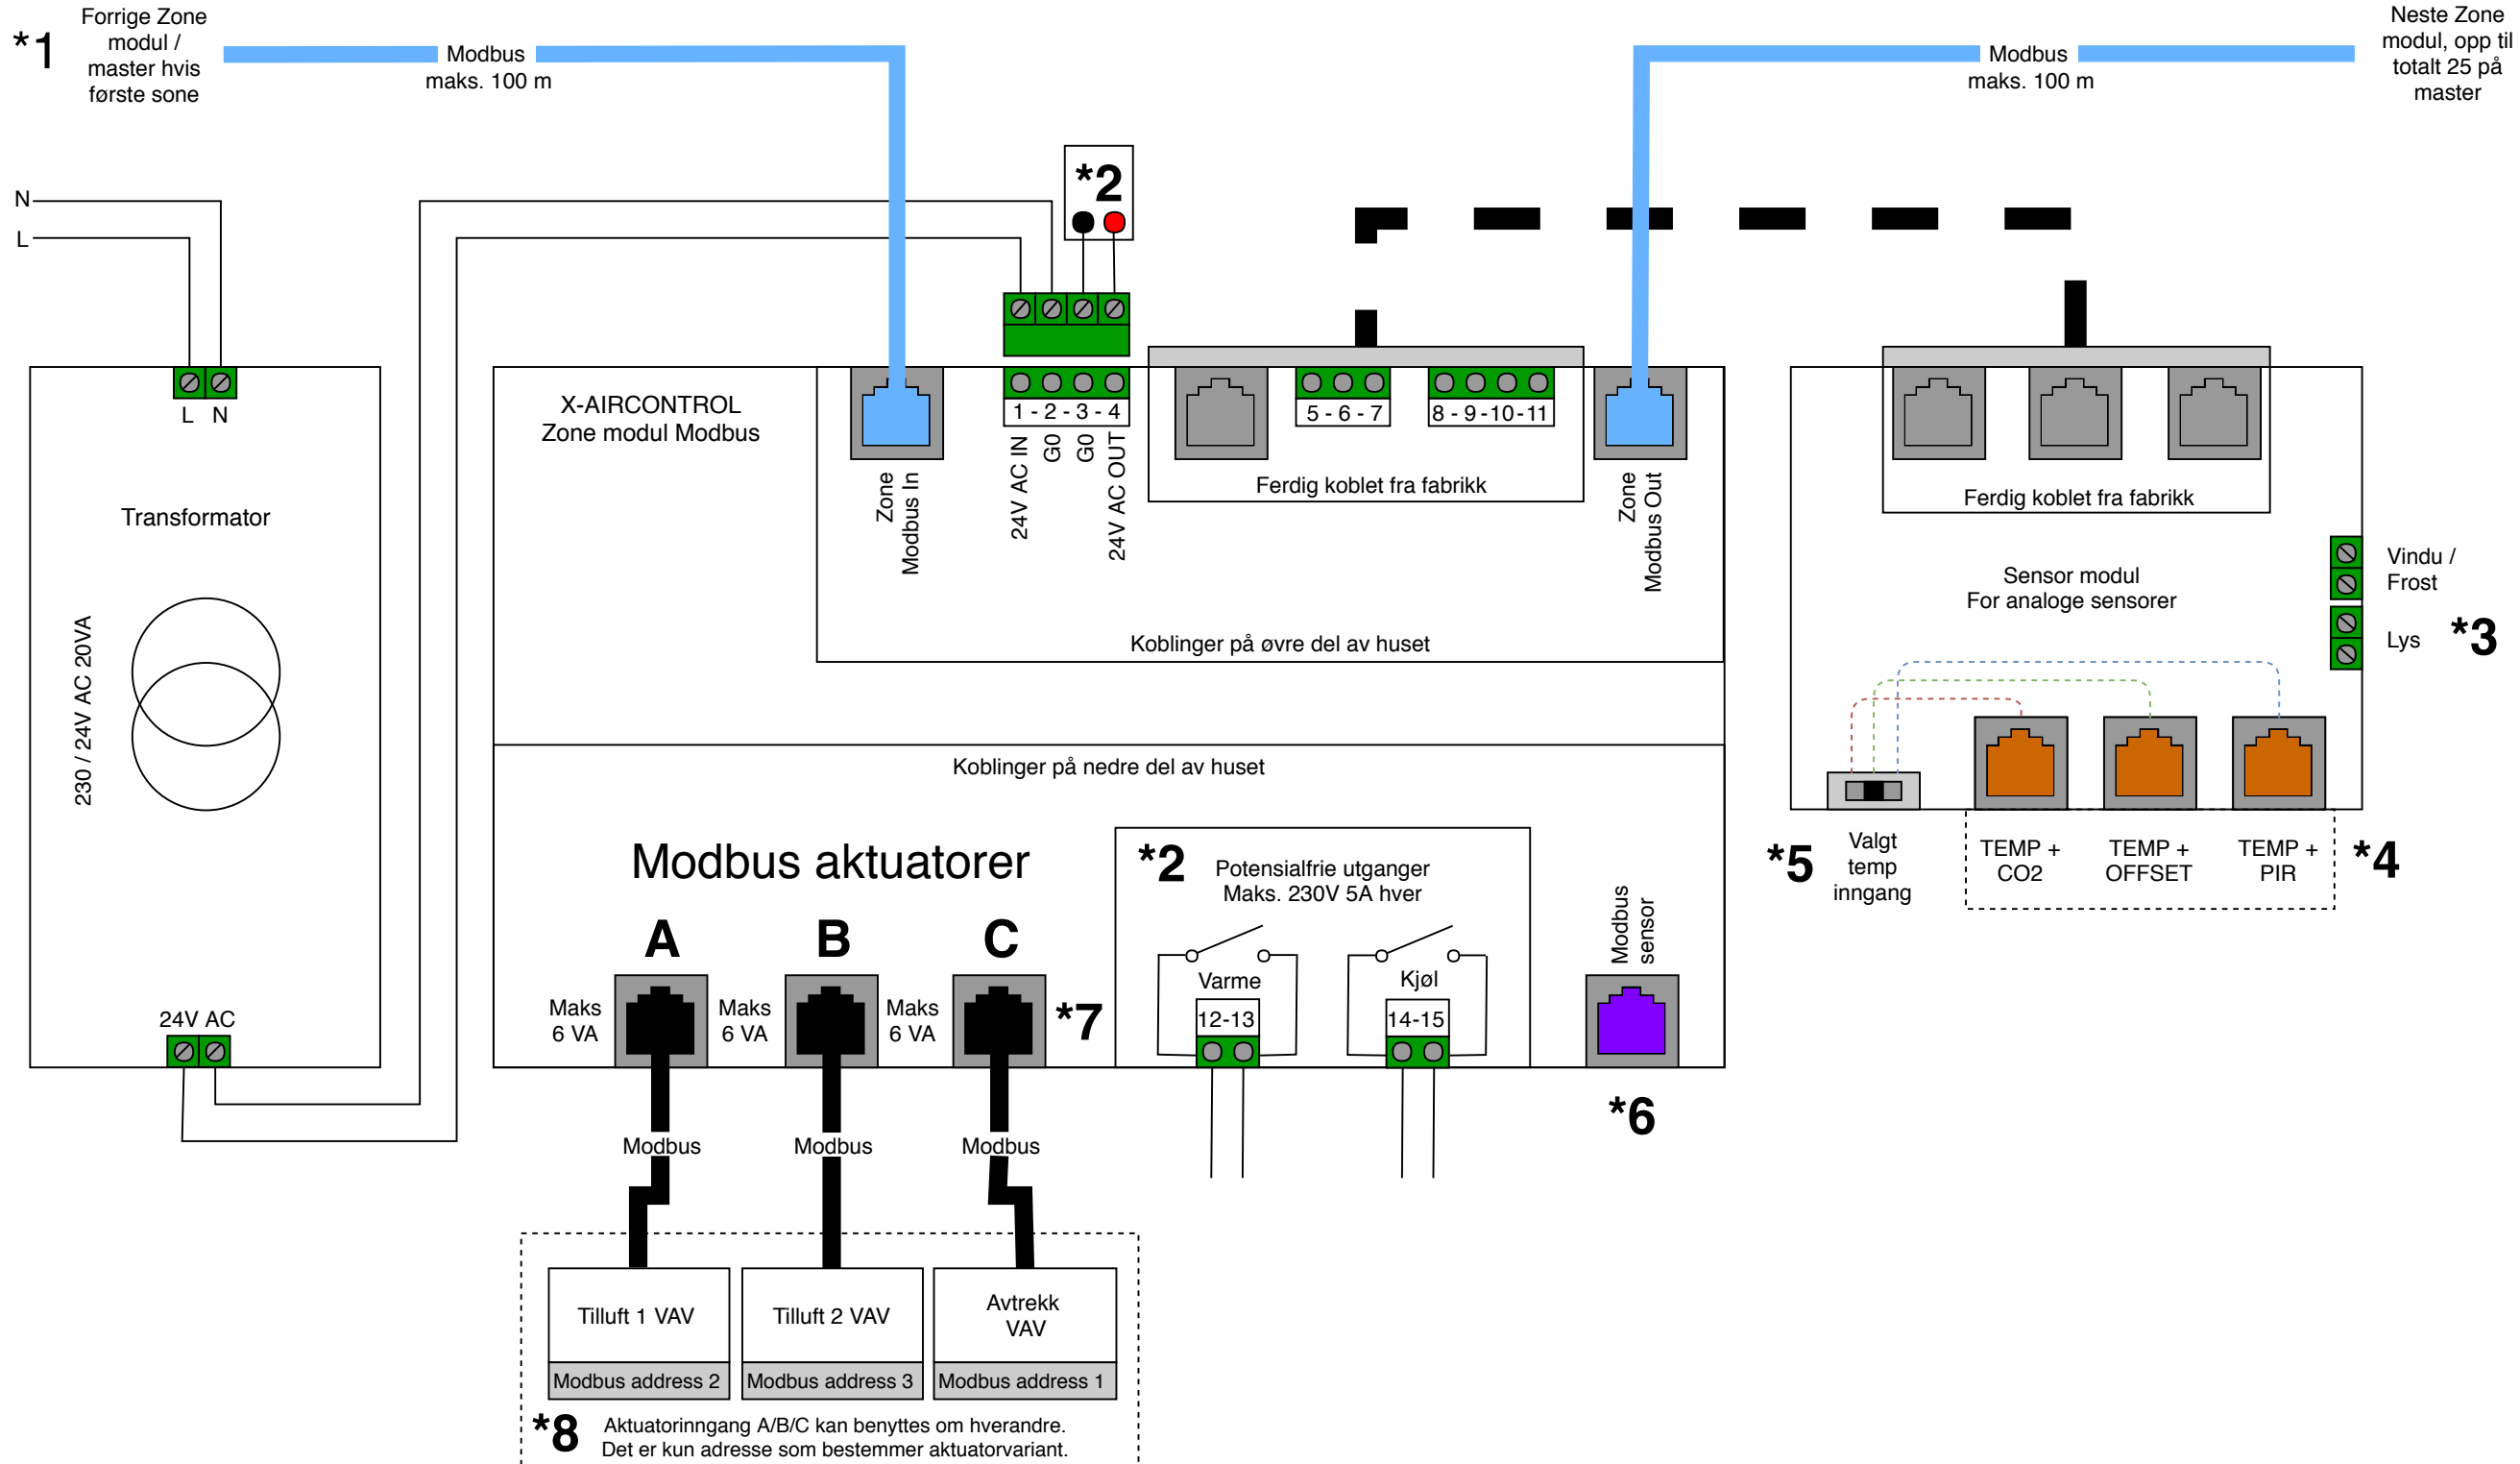 *1
Forrige Zone
modul /
master hvis
første sone
Modbus
maks. 100 m
Modbus
maks. 100 m
Neste Zone
modul, opp til
totalt 25 på
master
N
L
*2
L N
Transformator
230 / 24V AC 20VA
24V AC
X-AIRCONTROL
Zone modul Modbus
Zone
Modbus In
1 - 2 - 3 - 4
24V AC IN
G0
G0
24V AC OUT
5 - 6 - 7
8 - 9 -10-11
Ferdig koblet fra fabrikk
Zone
Modbus Out
Koblinger på øvre del av huset
Ferdig koblet fra fabrikk
Sensor modul
For analoge sensorer
Vindu /
Frost
Lys
*3
*5
Valgt
temp
inngang
TEMP +
CO2
TEMP +
OFFSET
TEMP +
PIR
*4
Koblinger på nedre del av huset
Modbus aktuatorer
A
B
C
Maks
6 VA
Maks
6 VA
Maks
6 VA
*7
*2
Potensialfrie utganger
Maks. 230V 5A hver
Varme
12-13
Kjøl
14-15
Modbus
sensor
*6
Modbus
Modbus
Modbus
Tilluft 1 VAV
Modbus address 2
Tilluft 2 VAV
Modbus address 3
Avtrekk
VAV
Modbus address 1
*8
Aktuatorinngang A/B/C kan benyttes om hverandre.
Det er kun adresse som bestemmer aktuatorvariant.